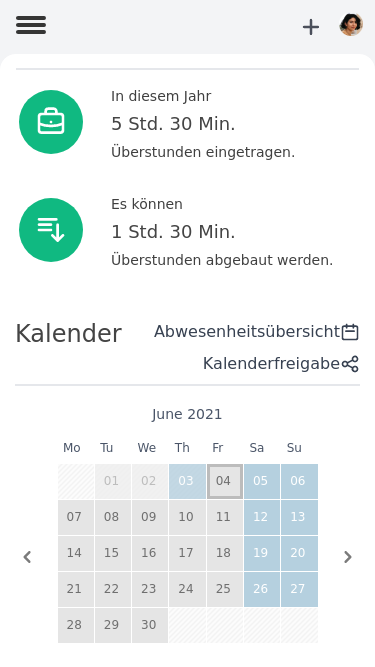 In diesem Jahr
5 Std. 30 Min.
Überstunden eingetragen.
Es können
1 Std. 30 Min.
Überstunden abgebaut werden.
Kalender
Abwesenheitsübersicht
Kalenderfreigabe
June 2021
Mo Tu We Th Fr Sa Su
01 02 03 04 05 06
07 08 09 10 11 12 13
14 15 16 17 18 19 20
21 22 23 24 25 26 27
28 29 30